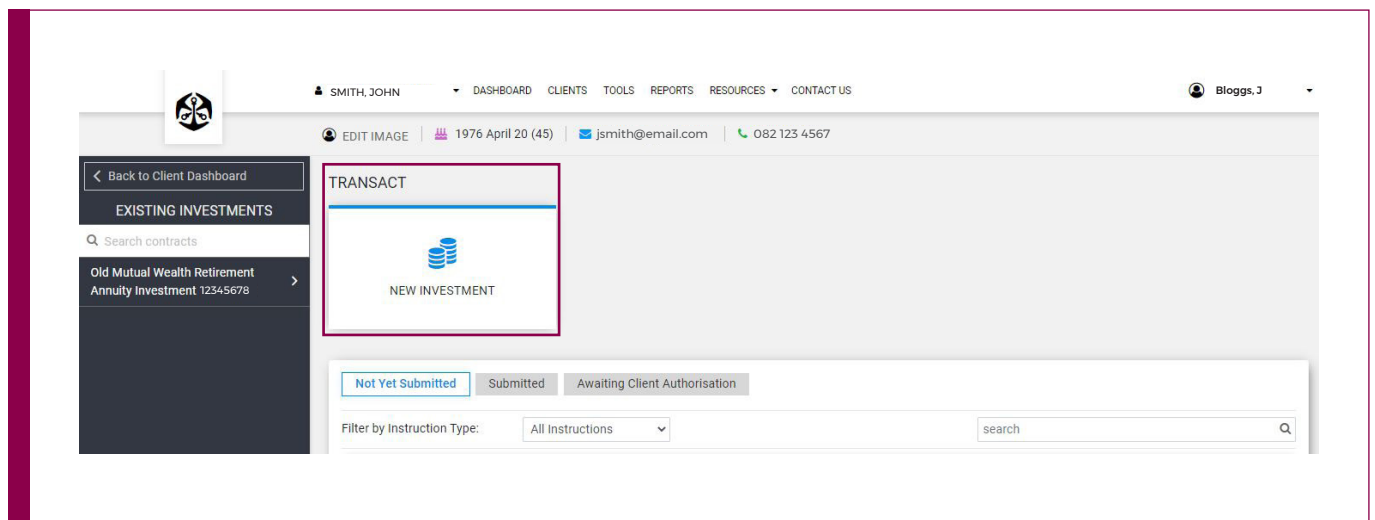 SMITH, JOHN DASHBOARD CLIENTS TOOLS REPORTS RESOURCES CONTACT US Bloggs, J
EDIT IMAGE 1976 April 20 (45) jsmith@email.com 082 123 4567
Back to Client Dashboard
EXISTING INVESTMENTS
Search contracts
Old Mutual Wealth Retirement
Annuity Investment 12345678
TRANSACT
NEW INVESTMENT
Not Yet Submitted Submitted Awaiting Client Authorisation
Filter by Instruction Type: All Instructions search